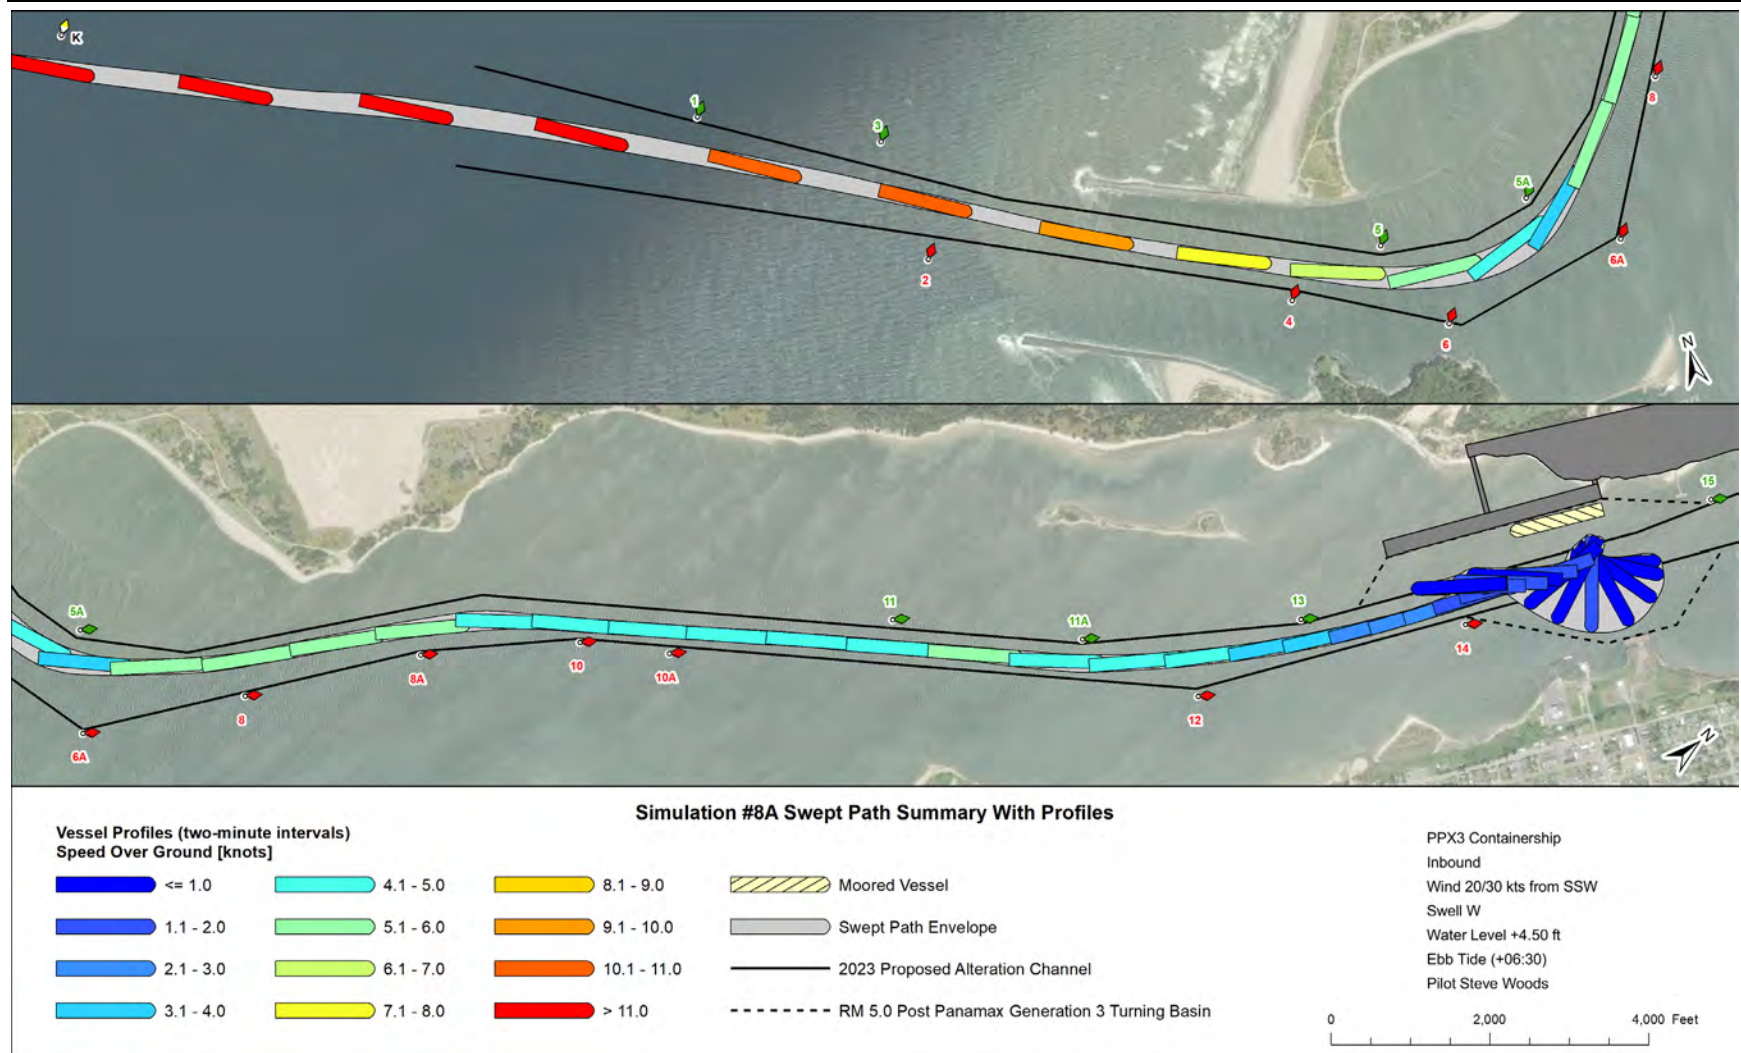 K
1
3
5A
5
8
2
4
6
6A
N
15
5A
11
11A
13
14
8A
10
10A
8
12
6A
N
Simulation #8A Swept Path Summary With Profiles
Vessel Profiles (two-minute intervals)
Speed Over Ground [knots]
<= 1.0
4.1 - 5.0
8.1 - 9.0
Moored Vessel
1.1 - 2.0
5.1 - 6.0
9.1 - 10.0
Swept Path Envelope
2.1 - 3.0
6.1 - 7.0
10.1 - 11.0
2023 Proposed Alteration Channel
3.1 - 4.0
7.1 - 8.0
> 11.0
RM 5.0 Post Panamax Generation 3 Turning Basin
PPX3 Containership
Inbound
Wind 20/30 kts from SSW
Swell W
Water Level +4.50 ft
Ebb Tide (+06:30)
Pilot Steve Woods
0 2,000 4,000 Feet